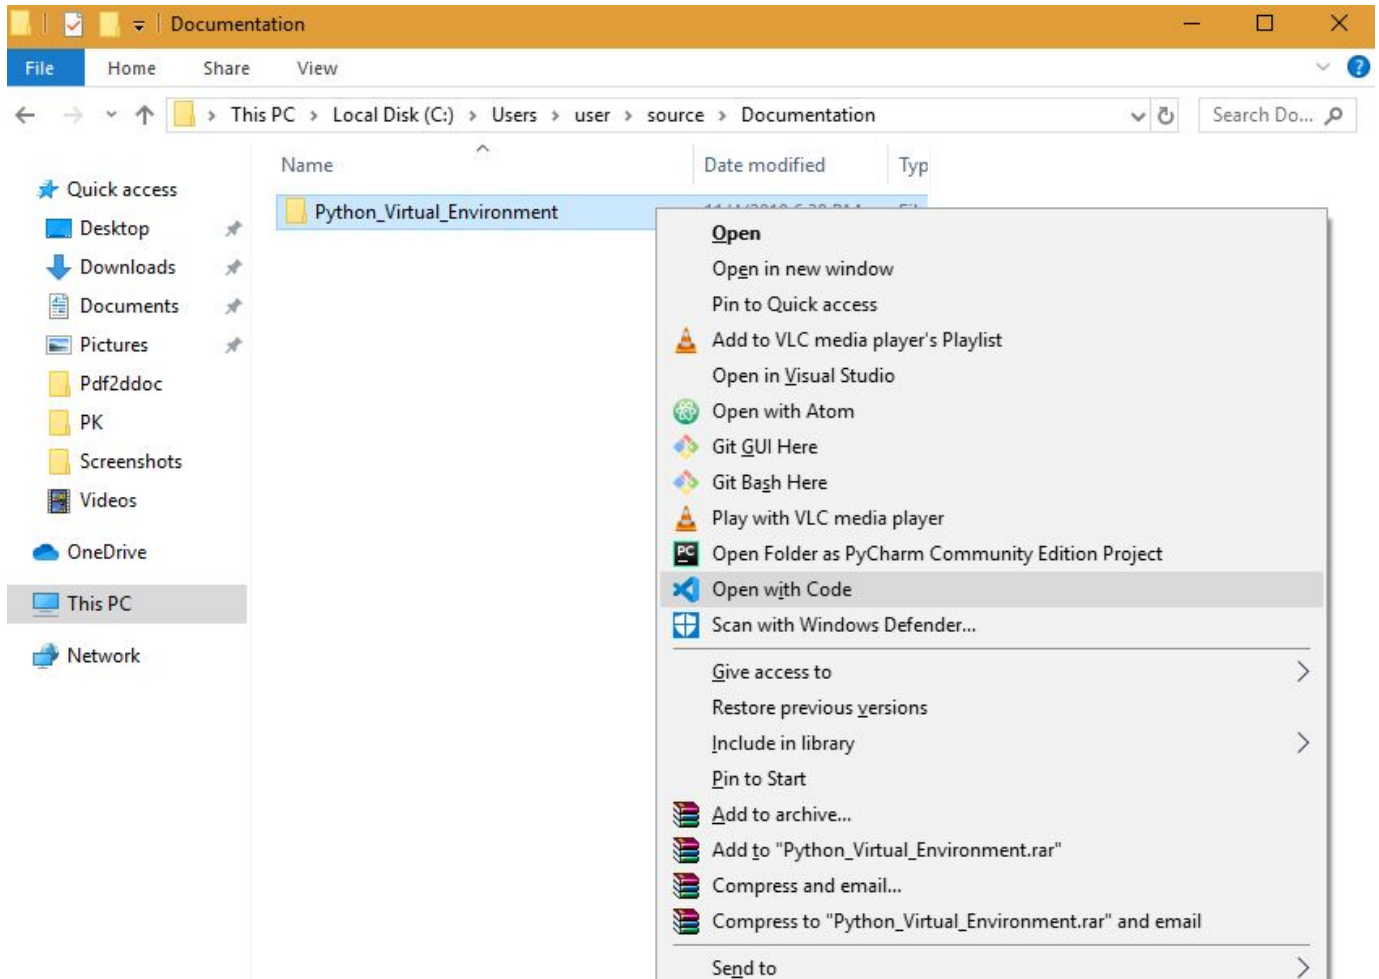 Documentation
File Home Share View
This PC > Local Disk (C:) > Users > user > source > Documentation
Search Do...
Name Date modified Typ
Quick access
Desktop
Downloads
Documents
Pictures
Pdf2ddoc
PK
Screenshots
Videos
OneDrive
This PC
Network
Python_Virtual_Environment
Open
Open in new window
Pin to Quick access
Add to VLC media player's Playlist
Open in Visual Studio
Open with Atom
Git GUI Here
Git Bash Here
Play with VLC media player
PC Open Folder as PyCharm Community Edition Project
Open with Code
Scan with Windows Defender...
Give access to
Restore previous versions
Include in library
Pin to Start
Add to archive...
Add to "Python_Virtual_Environment.rar"
Compress and email...
Compress to "Python_Virtual_Environment.rar" and email
Send to